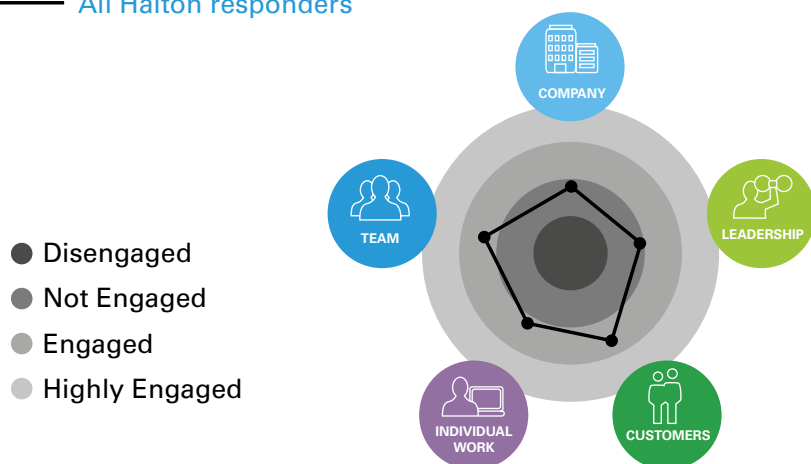 All Halton responders
COMPANY
TEAM
LEADERSHIP
Disengaged
Not Engaged
Engaged
Highly Engaged
INDIVIDUAL
WORK
CUSTOMERS